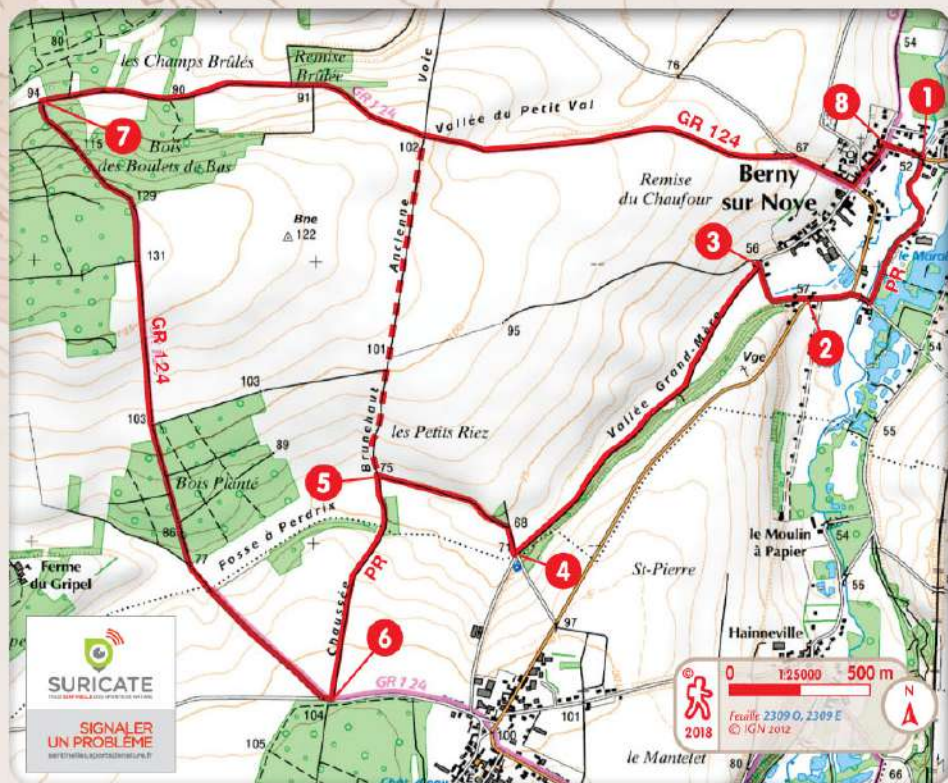 80
les Champs Brûlés
Remise
Brûlée
94
90
91
GR 124
Voie
76
54
1
8
7
115
Bois
des Boulets de Bas
129
102
Vallée du Petit Val
GR 124
67
52
Berny
sur Noye
Remise
du Chaufour
Bne
122
131
Ancienne
3
56
PR
57
2
54
GR 124
95
101
Vallée Grand-Mère
Vge
103
103
Brunehaut
les Petits Riez
89
5
75
55
Bois Planté
68
86
77
Fosse à Perdrix
71
4
le Moulin
à Papier
54
Ferme
du Gripel
PR
St-Pierre
55
Chaussée
97
Hainneville
6
GR 124
104
105
101
100
le Mantelet
80
66
SURICATE
SIGNALER
UN PROBLÈME
©
2018
0
1:25000
500 m
Feuille 2309 O, 2309 E
© IGN 2012
N